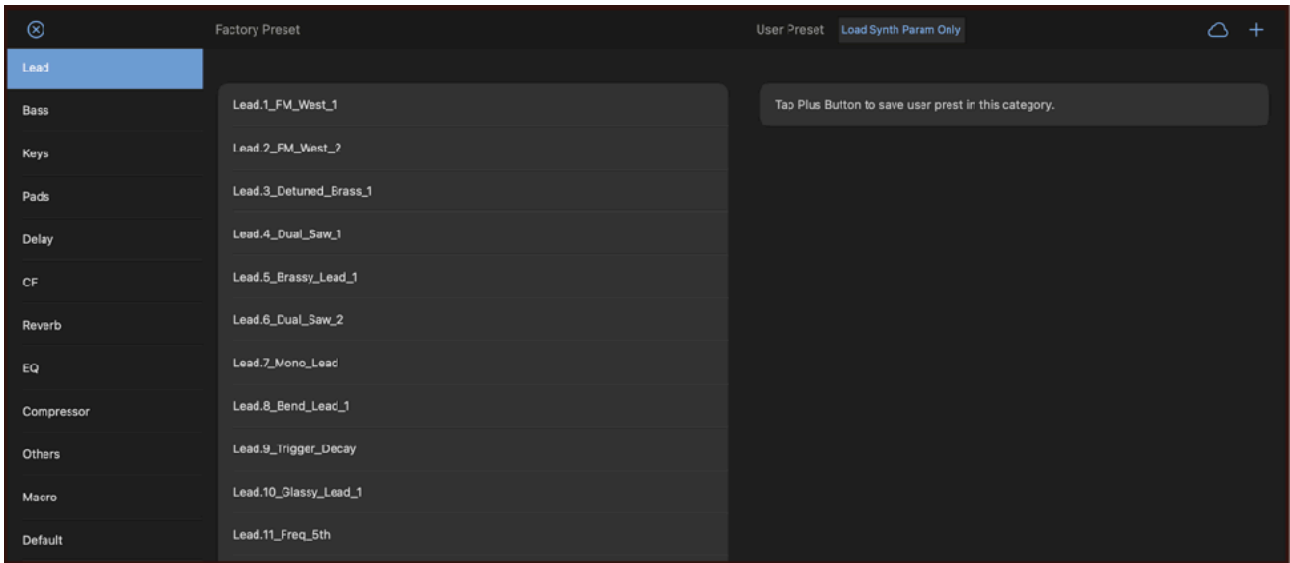 Factory Preset
User Preset
Load Synth Param Only
Lead
Bass
Keys
Pads
Delay
CF
Reverb
EQ
Compressor
Others
Macro
Default
Lead.1_FM_West_1
Lead.2_FM_West_2
Lead.3_Detuned_Brass_1
Lead.4_Dual_Saw_1
Lead.5_Brassy_Lead_1
Lead.6_Dual_Saw_2
Lead.7_Mono_Lead
Lead.8_Bend_Lead_1
Lead.9_Trigger_Decay
Lead.10_Glassy_Lead_1
Lead.11_Freq_5th
Tap Plus Button to save user prest in this category.